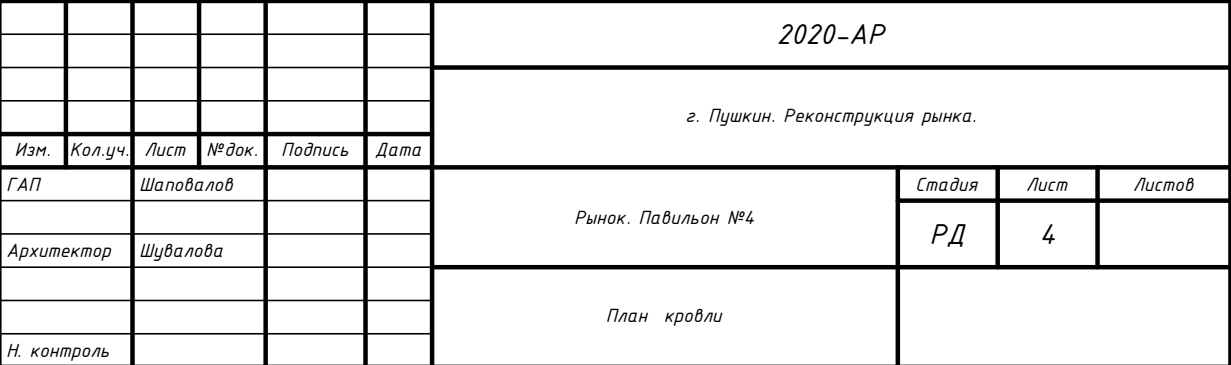 2020-АР
г. Пушкин. Реконструкция рынка.
Изм. Кол.уч. Лист №док. Подпись Дата
ГАП Шаповалов
Рынок. Павильон №4
Стадия Лист Листов
РД 4
Архитектор Шувалова
План кровли
Н. контроль